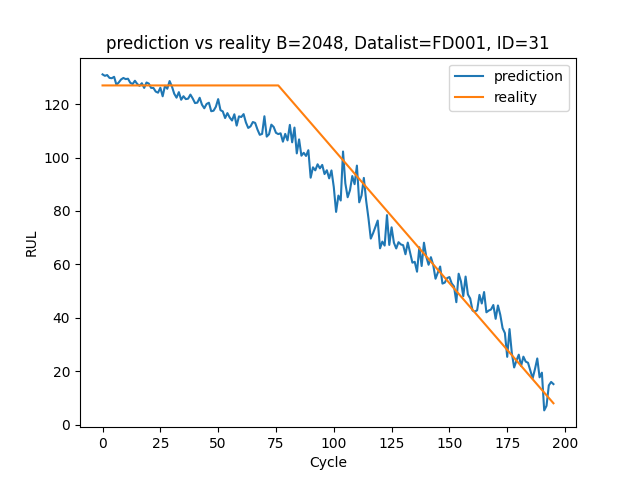 prediction vs reality B=2048, Datalist=FD001, ID=31
prediction
reality
RUL
120
100
80
60
40
20
0
0 25 50 75 100 125 150 175 200
Cycle